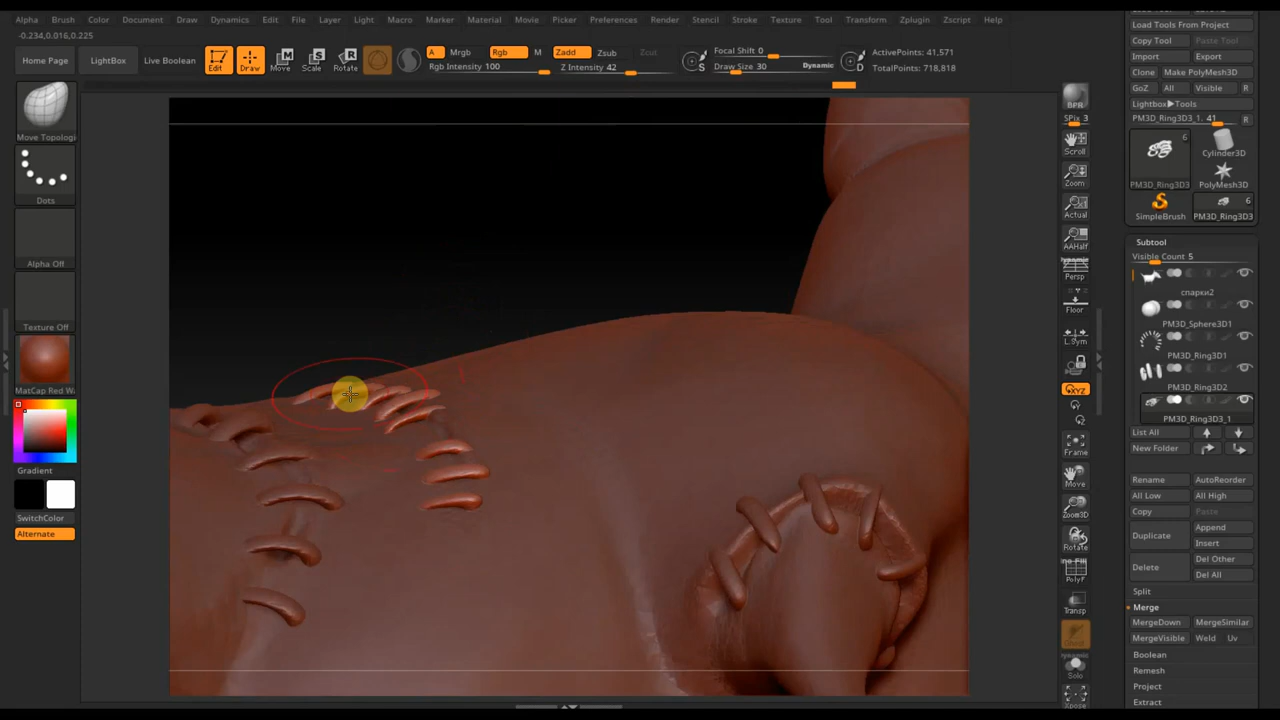 Alpha Brush Color Document Draw Dynamics Edit File Layer Light Macro Marker Material Movie Picker Preferences Render Stencil Stroke Texture Tool Transform Zplugin Zscript Help
-0.234,0.016,0.225
Home Page LightBox Live Boolean Edit Draw Move Scale Rotate A Mrgb Rgb M Zadd Zsub Zcut
Rgb Intensity 100 Z Intensity 42
Focal Shift 0
Draw Size 30 Dynamic
S D
ActivePoints: 41,571
TotalPoints: 718,818
Move Topologi
Dots
Alpha Off
Texture Off
MatCap Red Wa
Gradient
SwitchColor
Alternate
BPR
SPix 3
Scroll
Zoom
Actual
AAHalf
Dynamic
Persp
Floor
L.Sym
XYZ
Frame
Move
Zoom3D
Rotate
PolyF
Transp
Dynamic
Solo
Xpose
Load Tools From Project
Copy Tool Paste Tool
Import Export
Clone Make PolyMesh3D
GoZ All Visible R
Lightbox▶Tools
PM3D_Ring3D3_1. 41 R
6
PM3D_Ring3D3 Cylinder3D
PolyMesh3D
SimpleBrush
6
PM3D_Ring3D3
Subtool
Visible Count 5
спарки2
PM3D_Sphere3D1
PM3D_Ring3D1
PM3D_Ring3D2
PM3D_Ring3D3_1
List All
New Folder
Rename AutoReorder
All Low All High
Copy Paste
Duplicate Append
Insert
Delete Del Other
Del All
Split
Merge
MergeDown MergeSimilar
MergeVisible Weld Uv
Boolean
Remesh
Project
Extract